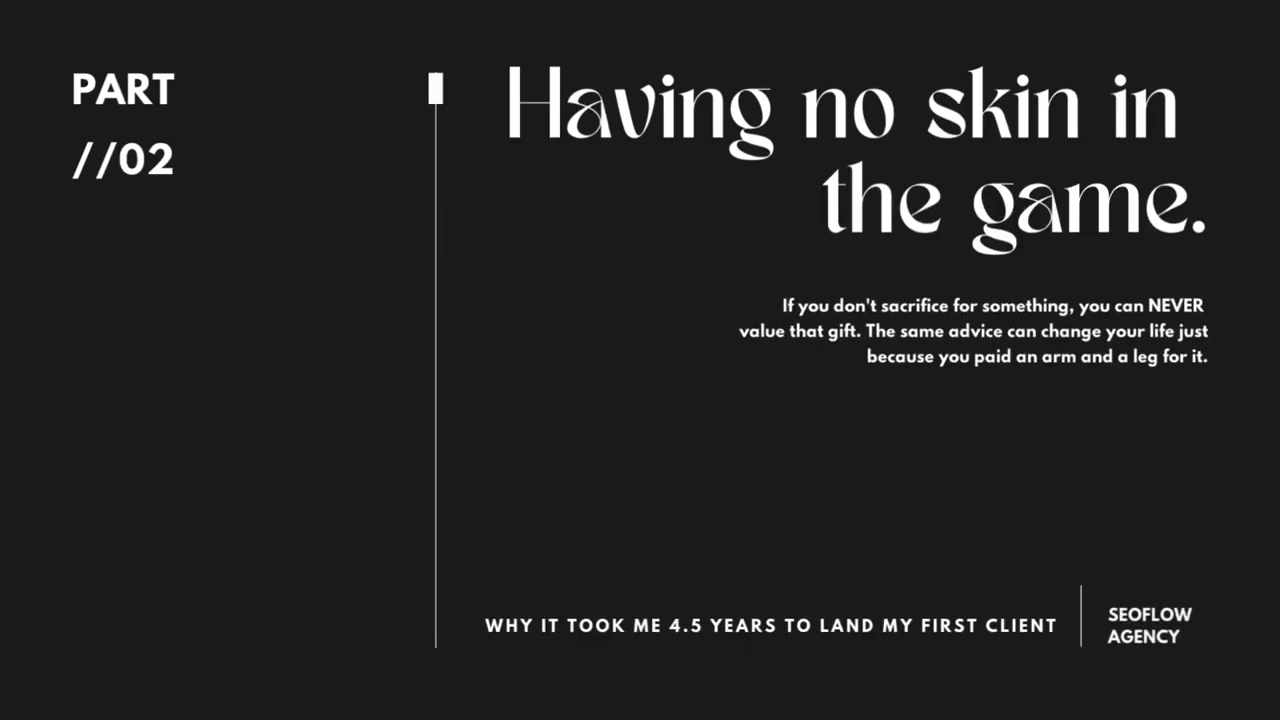 PART
//02
Having no skin in
the game.
If you don't sacrifice for something, you can NEVER
value that gift. The same advice can change your life just
because you paid an arm and a leg for it.
WHY IT TOOK ME 4.5 YEARS TO LAND MY FIRST CLIENT
SEOFLOW
AGENCY